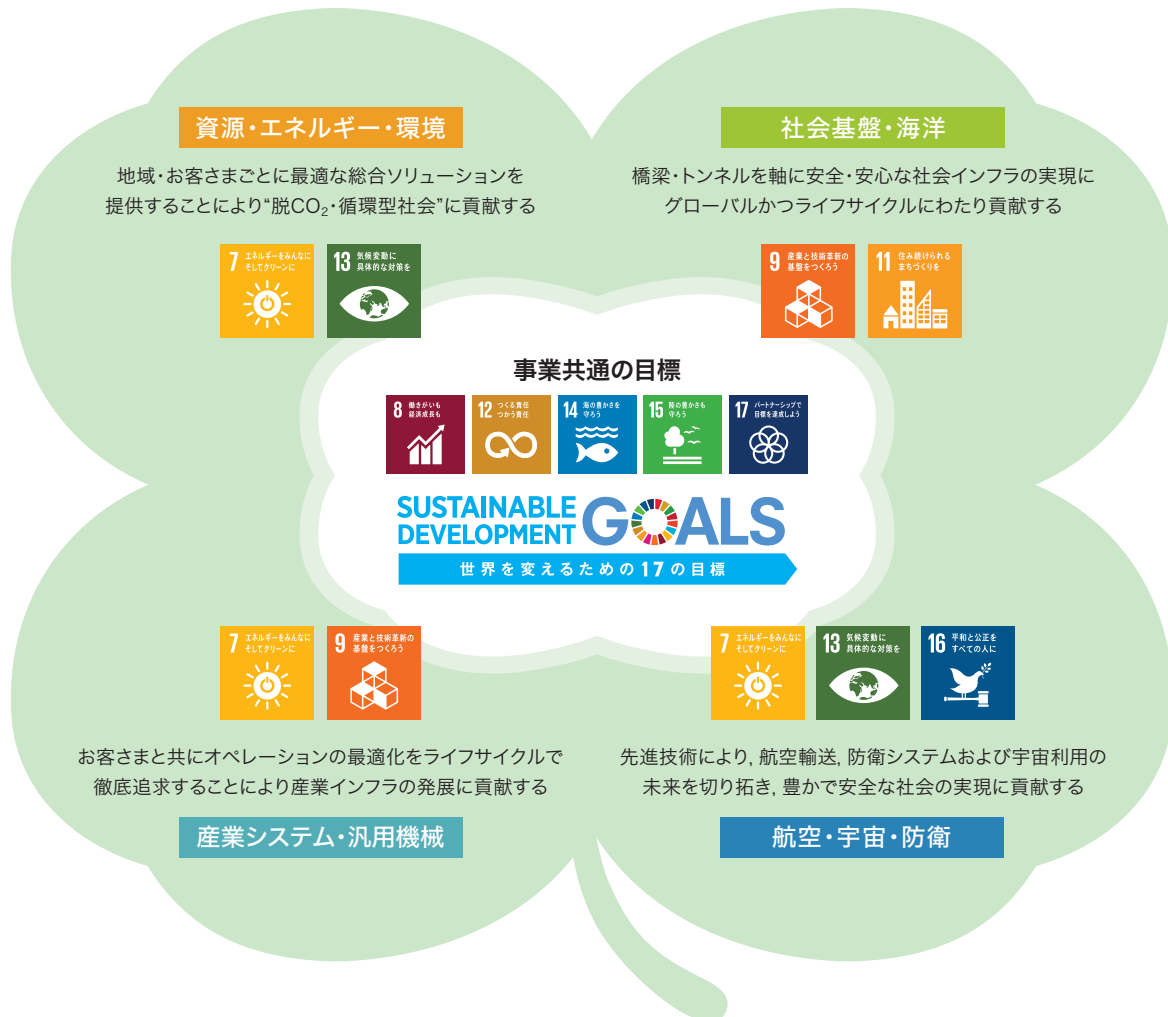 資源・エネルギー・環境
地域・お客さまごとに最適な総合ソリューションを
提供することにより“脱CO₂・循環型社会”に貢献する
7 エネルギーをみんなに
そしてクリーンに
13 気候変動に
具体的な対策を
社会基盤・海洋
橋梁・トンネルを軸に安全・安心な社会インフラの実現に
グローバルかつライフサイクルにわたり貢献する
9 産業と技術革新の
基盤をつくろう
11 住み続けられる
まちづくりを
事業共通の目標
8 働きがいも
経済成長も
12 つくる責任
つかう責任
14 海の豊かさを
守ろう
15 陸の豊かさも
守ろう
17 パートナーシップで
目標を達成しよう
SUSTAINABLE
DEVELOPMENT GOALS
世界を変えるための17の目標
7 エネルギーをみんなに
そしてクリーンに
9 産業と技術革新の
基盤をつくろう
お客さまと共にオペレーションの最適化をライフサイクルで
徹底追求することにより産業インフラの発展に貢献する
産業システム・汎用機械
7 エネルギーをみんなに
そしてクリーンに
13 気候変動に
具体的な対策を
16 平和と公正を
すべての人に
先進技術により, 航空輸送, 防衛システムおよび宇宙利用の
未来を切り拓き, 豊かで安全な社会の実現に貢献する
航空・宇宙・防衛